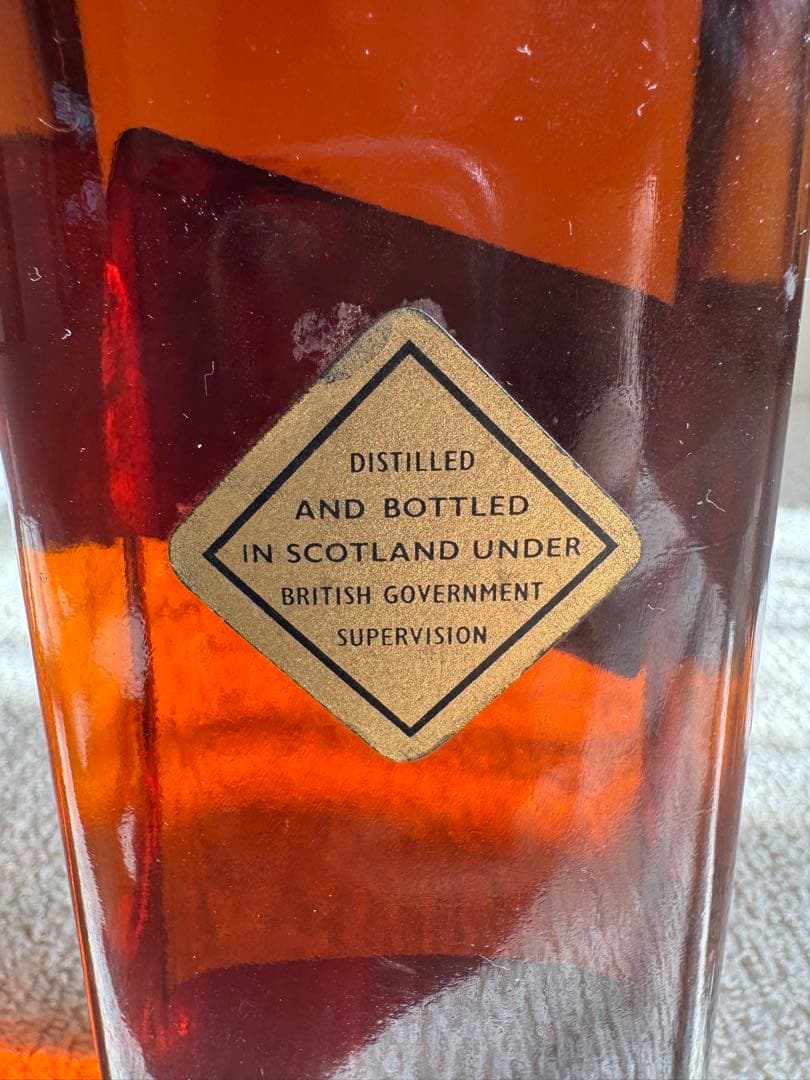 DISTILLED
AND BOTTLED
IN SCOTLAND UNDER
BRITISH GOVERNMENT
SUPERVISION